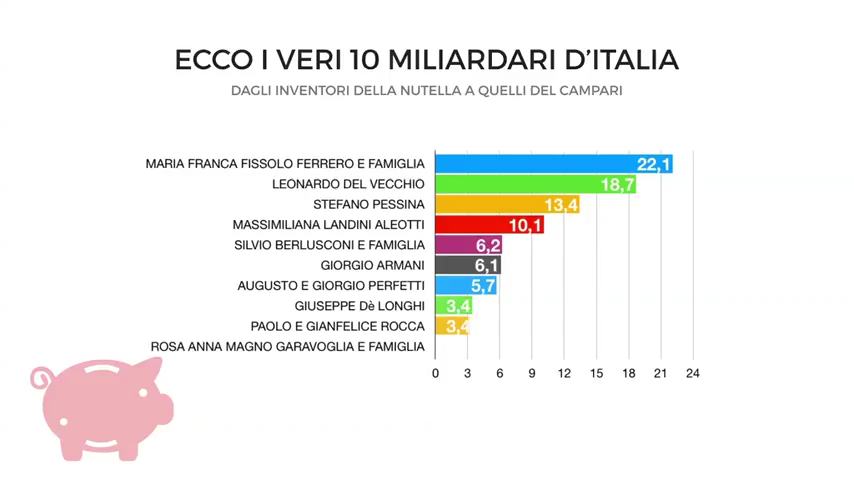 ECCO I VERI 10 MILIARDARI D'ITALIA
DAGLI INVENTORI DELLA NUTELLA A QUELLI DEL CAMPARI
MARIA FRANCA FISSOLO FERRERO E FAMIGLIA 22,1
LEONARDO DEL VECCHIO 18,7
STEFANO PESSINA 13,4
MASSIMILIANA LANDINI ALEOTTI 10,1
SILVIO BERLUSCONI E FAMIGLIA 6,2
GIORGIO ARMANI 6,1
AUGUSTO E GIORGIO PERFETTI 5,7
GIUSEPPE Dè LONGHI 3,4
PAOLO E GIANFELICE ROCCA 3,4
ROSA ANNA MAGNO GARAVOGLIA E FAMIGLIA
0 3 6 9 12 15 18 21 24